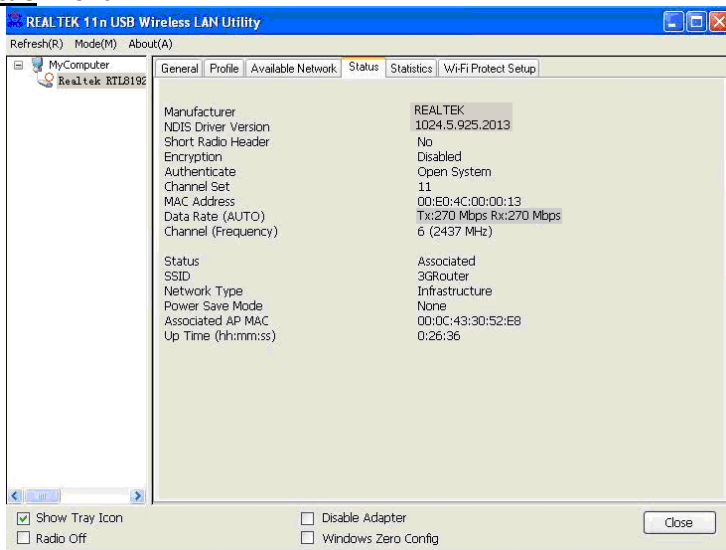 REALTEK 11n USB Wireless LAN Utility
Refresh(R) Mode(M) About(A)
MyComputer
Realtek RTL8192
General Profile Available Network Status Statistics Wi-Fi Protect Setup
Manufacturer REALTEK
NDIS Driver Version 1024.5.925.2013
Short Radio Header No
Encryption Disabled
Authenticate Open System
Channel Set 11
MAC Address 00:E0:4C:00:00:13
Data Rate (AUTO) Tx:270 Mbps Rx:270 Mbps
Channel (Frequency) 6 (2437 MHz)
Status Associated
SSID 3GRouter
Network Type Infrastructure
Power Save Mode None
Associated AP MAC 00:0C:43:30:52:E8
Up Time (hh:mm:ss) 0:26:36
Show Tray Icon Disable Adapter
Radio Off Windows Zero Config
Close